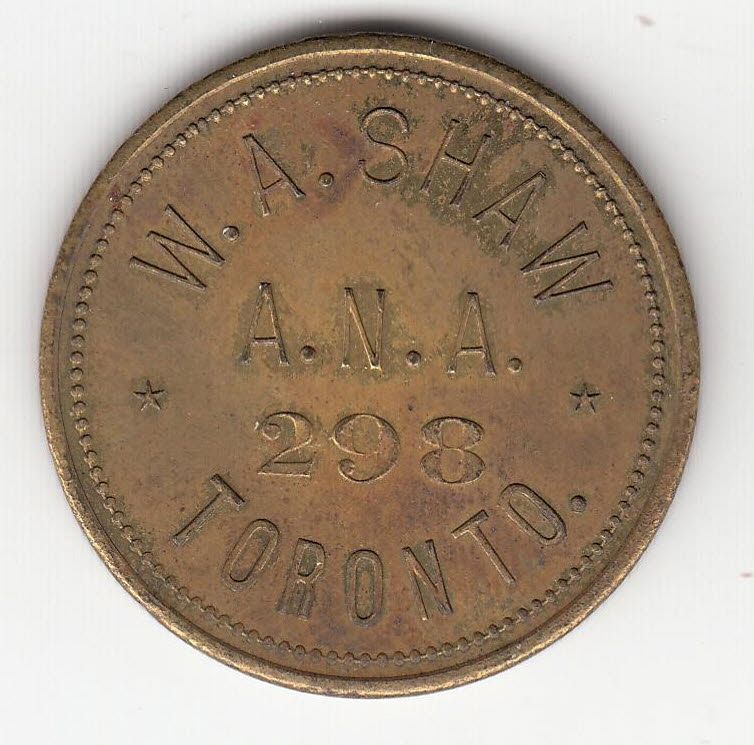 W. A. SHAW
A. N. A.
298
TORONTO.